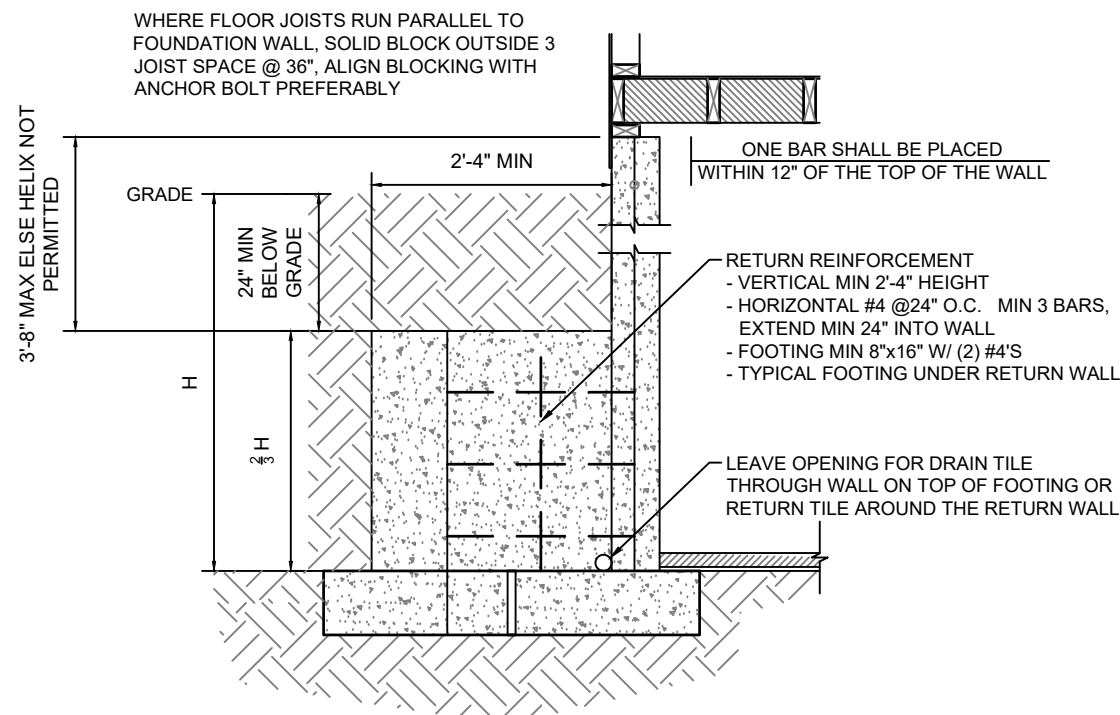 WHERE FLOOR JOISTS RUN PARALLEL TO
FOUNDATION WALL, SOLID BLOCK OUTSIDE 3
JOIST SPACE @ 36", ALIGN BLOCKING WITH
ANCHOR BOLT PREFERABLY
3'-8" MAX ELSE HELIX NOT
PERMITTED
2'-4" MIN
ONE BAR SHALL BE PLACED
WITHIN 12" OF THE TOP OF THE WALL
GRADE
24" MIN
BELOW
GRADE
RETURN REINFORCEMENT
- VERTICAL MIN 2'-4" HEIGHT
- HORIZONTAL #4 @24" O.C. MIN 3 BARS,
EXTEND MIN 24" INTO WALL
- FOOTING MIN 8"x16" W/ (2) #4'S
- TYPICAL FOOTING UNDER RETURN WALL
H
2/3 H
LEAVE OPENING FOR DRAIN TILE
THROUGH WALL ON TOP OF FOOTING OR
RETURN TILE AROUND THE RETURN WALL